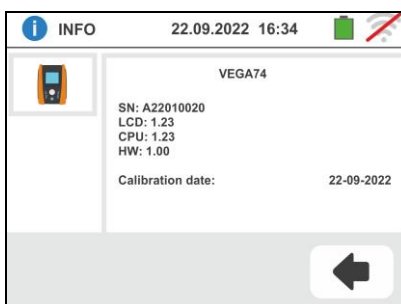 i INFO 22.09.2022 16:34
VEGA74
SN: A22010020
LCD: 1.23
CPU: 1.23
HW: 1.00
Calibration date: 22-09-2022